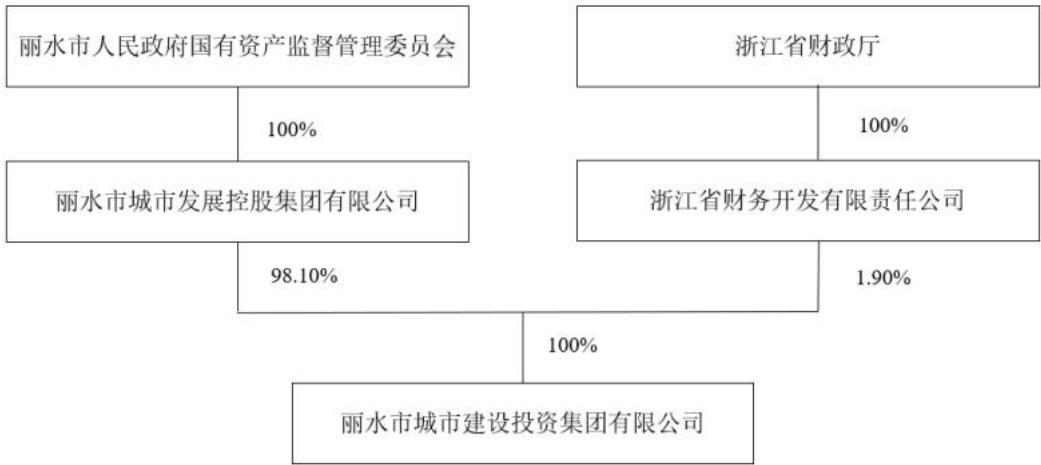 丽水市人民政府国有资产监督管理委员会
浙江省财政厅
100%
100%
丽水市城市发展控股集团有限公司
浙江省财务开发有限责任公司
98.10%
1.90%
100%
丽水市城市建设投资集团有限公司